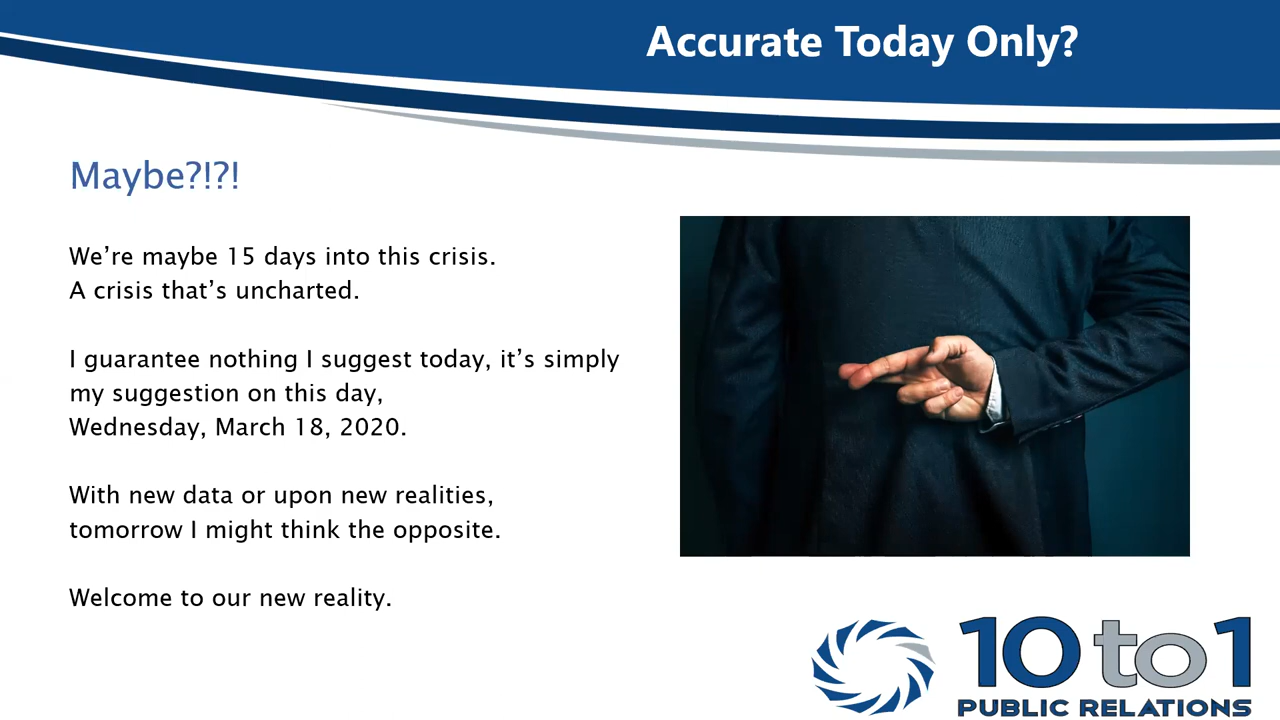 Accurate Today Only?
Maybe?!?!
We’re maybe 15 days into this crisis.
A crisis that’s uncharted.
I guarantee nothing I suggest today, it’s simply
my suggestion on this day,
Wednesday, March 18, 2020.
With new data or upon new realities,
tomorrow I might think the opposite.
Welcome to our new reality.
10 to 1
PUBLIC RELATIONS